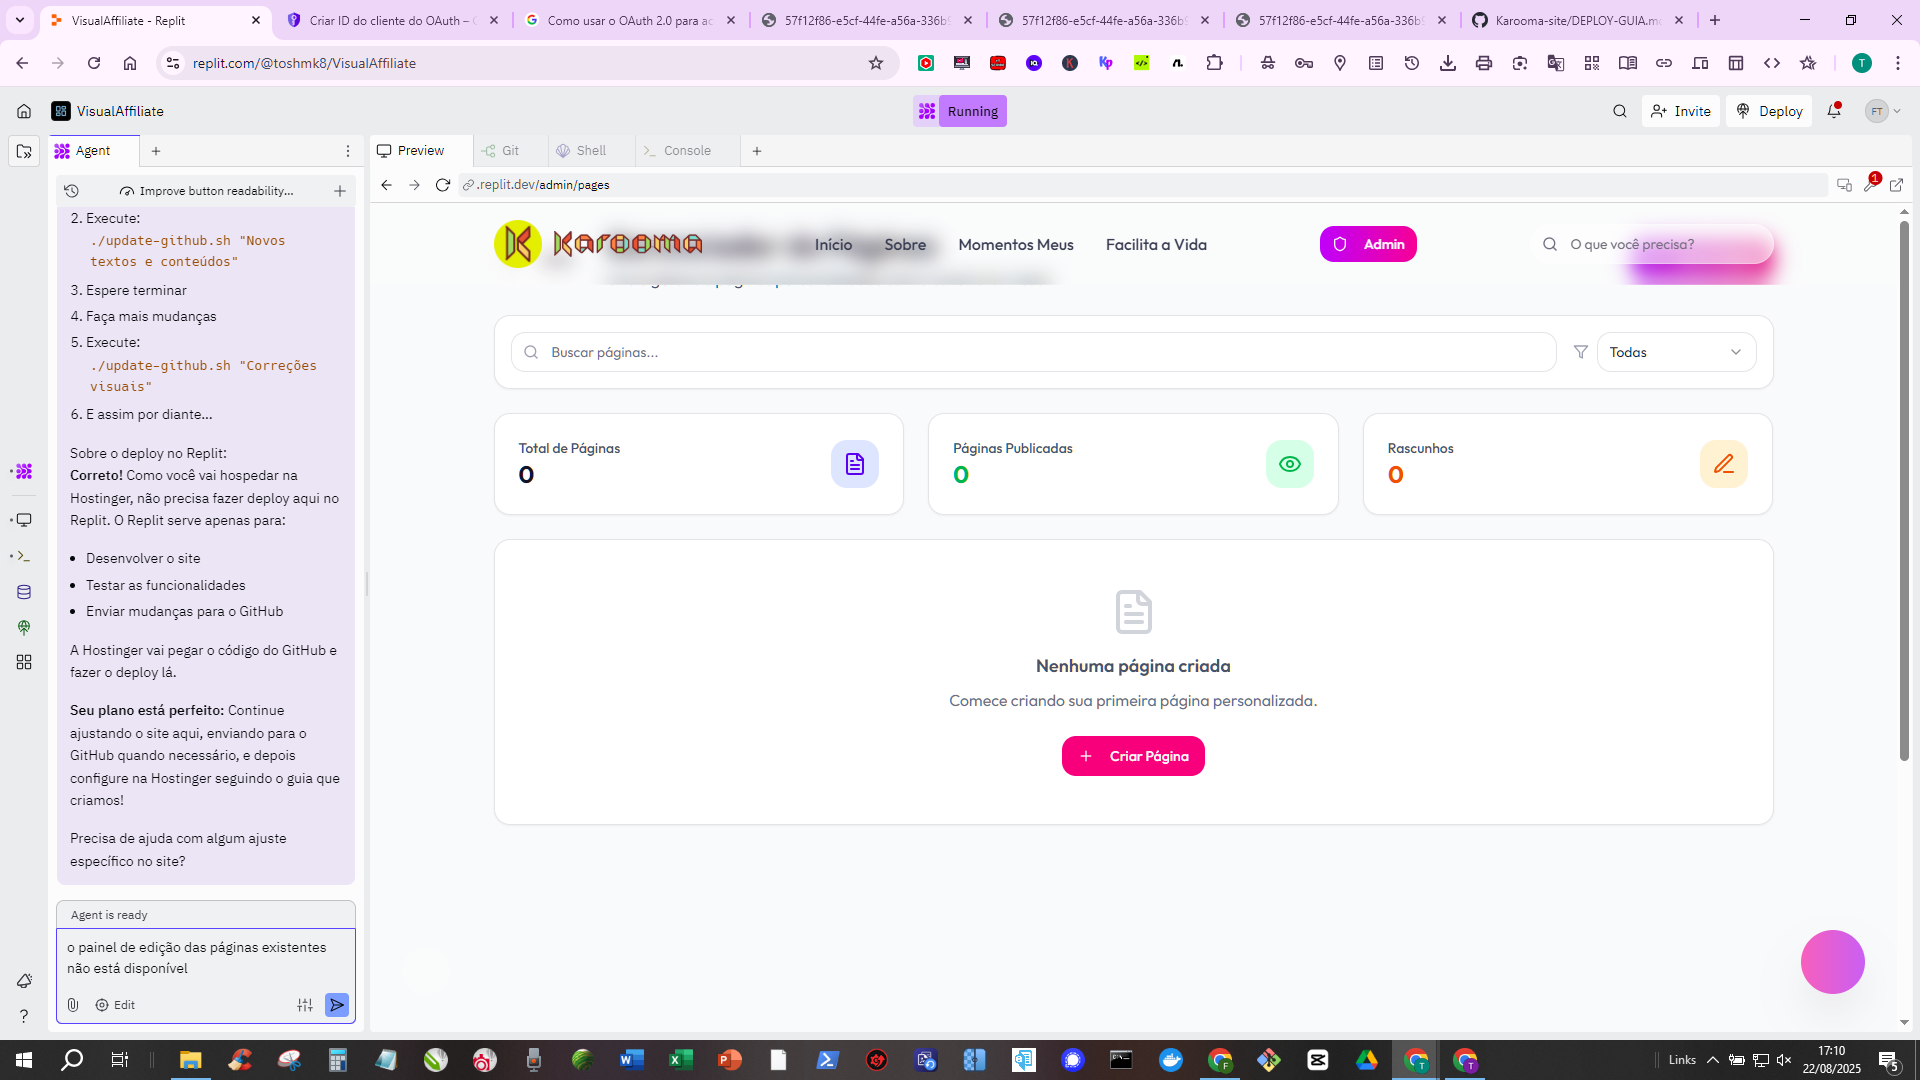 VisualAffiliate - Replit
Criar ID do cliente do OAuth –
Como usar o OAuth 2.0 para ac
57f12f86-e5cf-44fe-a56a-336b
57f12f86-e5cf-44fe-a56a-336b
57f12f86-e5cf-44fe-a56a-336b
Karooma-site/DEPLOY-GUIA.m
replit.com/@toshmk8/VisualAffiliate
T
VisualAffiliate
Running
Invite
Deploy
FT
Agent
Preview
Git
Shell
Console
Improve button readability...
.replit.dev/admin/pages
1
2. Execute:
./update-github.sh "Novos
textos e conteúdos"
3. Espere terminar
4. Faça mais mudanças
5. Execute:
./update-github.sh "Correções
visuais"
6. E assim por diante...
Sobre o deploy no Replit:
Correto! Como você vai hospedar na
Hostinger, não precisa fazer deploy aqui no
Replit. O Replit serve apenas para:
• Desenvolver o site
• Testar as funcionalidades
• Enviar mudanças para o GitHub
A Hostinger vai pegar o código do GitHub e
fazer o deploy lá.
Seu plano está perfeito: Continue
ajustando o site aqui, enviando para o
GitHub quando necessário, e depois
configure na Hostinger seguindo o guia que
criamos!
Precisa de ajuda com algum ajuste
específico no site?
Agent is ready
o painel de edição das páginas existentes
não está disponível
Edit
Karooma
Início
Sobre
Momentos Meus
Facilita a Vida
Admin
O que você precisa?
Buscar páginas...
Todas
Total de Páginas
0
Páginas Publicadas
0
Rascunhos
0
Nenhuma página criada
Comece criando sua primeira página personalizada.
+ Criar Página
Links
17:10
22/08/2025
5